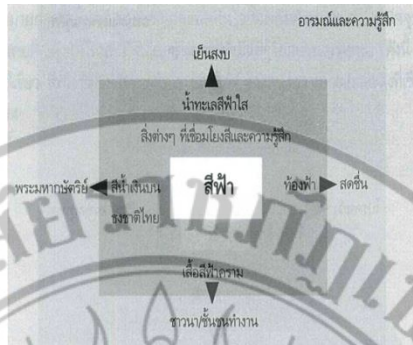 อารมณ์และความรู้สึก
เย็นสงบ
น้ำทะเลสีฟ้าใส
สิ่งต่างๆ ที่เชื่อมโยงสีและความรู้สึก
พระมหากษัตริย์ สีน้ำเงินบน สีฟ้า ท้องฟ้า สดชื่น
ธงชาติไทย
เสื้อสีฟ้าคราม
ชาวนา/ชั้นชนทำงาน